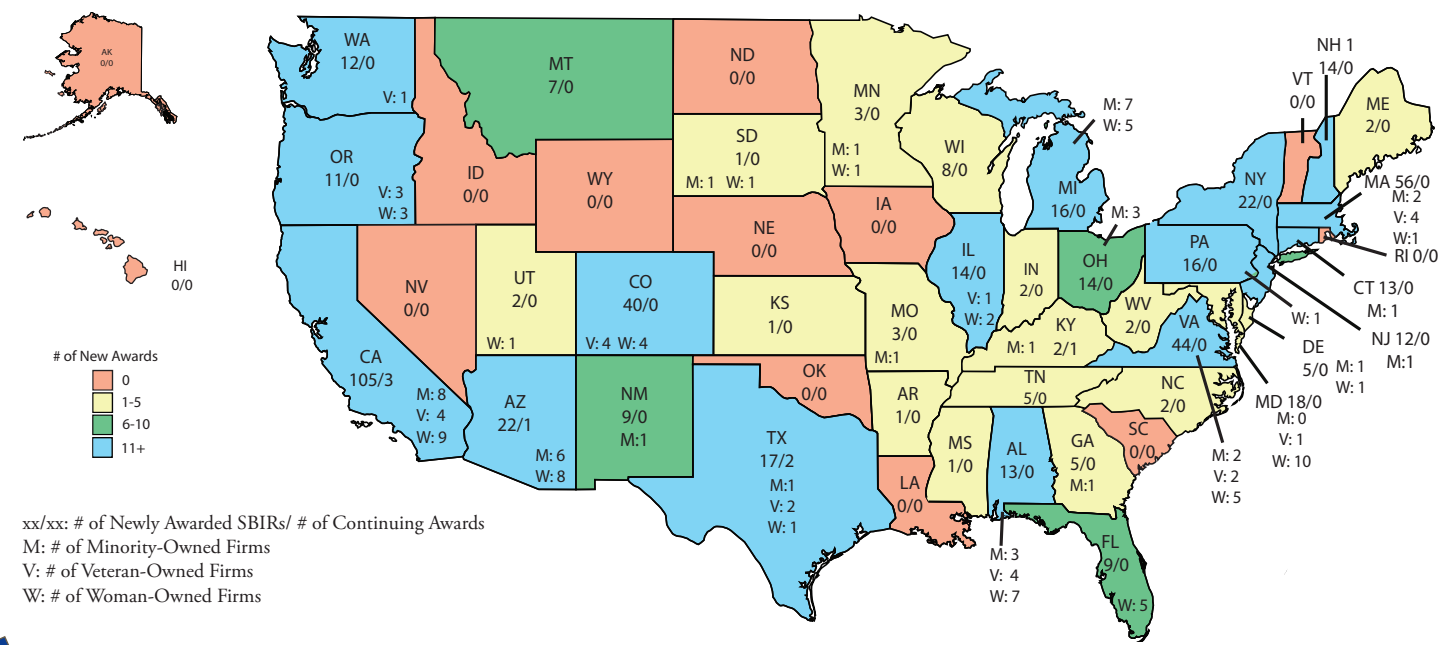 AK
0/0
HI
0/0
WA
12/0
V: 1
OR
11/0
V: 3
W: 3
CA
105/3
M: 8
V: 4
W: 9
ID
0/0
NV
0/0
MT
7/0
WY
0/0
UT
2/0
W: 1
CO
40/0
V: 4 W: 4
AZ
22/1
M: 6
W: 8
NM
9/0
M:1
ND
0/0
SD
1/0
M: 1 W: 1
NE
0/0
KS
1/0
OK
0/0
TX
17/2
M:1
V: 2
W: 1
MN
3/0
M: 1
W: 1
IA
0/0
MO
3/0
M:1
AR
1/0
LA
0/0
WI
8/0
IL
14/0
V: 1
W: 2
MI
16/0
M: 7
W: 5
IN
2/0
OH
14/0
M: 3
KY
M: 1 2/1
WV
2/0
TN
5/0
MS
1/0
AL
13/0
M: 3
V: 4
W: 7
GA
5/0
M:1
FL
9/0
W: 5
SC
0/0
NC
2/0
VA
44/0
M: 2
V: 2
W: 5
PA
16/0
W: 1
NY
22/0
VT
0/0
NH 1
14/0
ME
2/0
MA 56/0
M: 2
V: 4
W:1
RI 0/0
CT 13/0
M: 1
NJ 12/0
M:1
DE
5/0
M: 1
W: 1
MD 18/0
M: 0
V: 1
W: 10
# of New Awards
0
1-5
6-10
11+
xx/xx: # of Newly Awarded SBIRs/ # of Continuing Awards
M: # of Minority-Owned Firms
V: # of Veteran-Owned Firms
W: # of Woman-Owned Firms